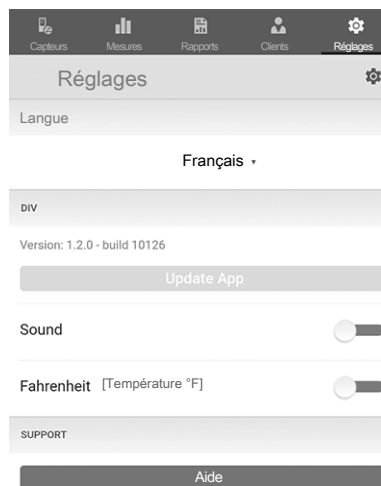 Capteurs Mesures Rapports Clients Réglages
Réglages
Langue
Français
DIV
Version: 1.2.0 - build 10126
Update App
Sound
Fahrenheit [Température °F]
SUPPORT
Aide